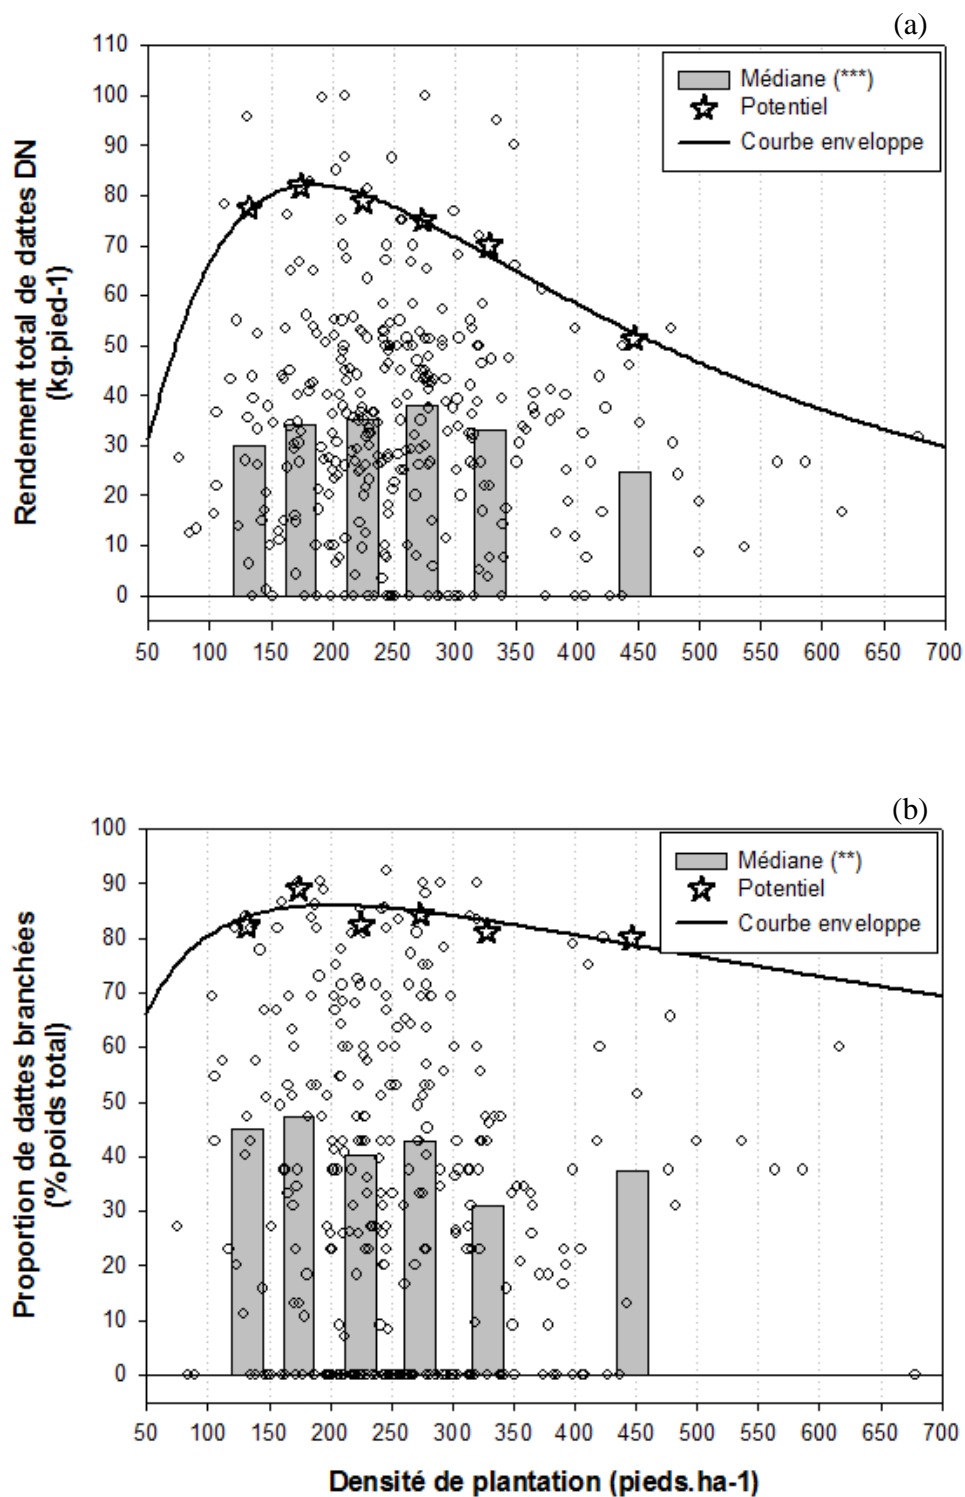 (a)
110
100
90
80
70
60
50
40
30
20
10
0
Rendement total de dattes DN
(kg.pied-1)
Médiane (***)
Potentiel
Courbe enveloppe
50 100 150 200 250 300 350 400 450 500 550 600 650 700
(b)
100
90
80
70
60
50
40
30
20
10
0
Proportion de dattes branchées
(% poids total)
Médiane (**)
Potentiel
Courbe enveloppe
50 100 150 200 250 300 350 400 450 500 550 600 650 700
Densité de plantation (pieds.ha-1)